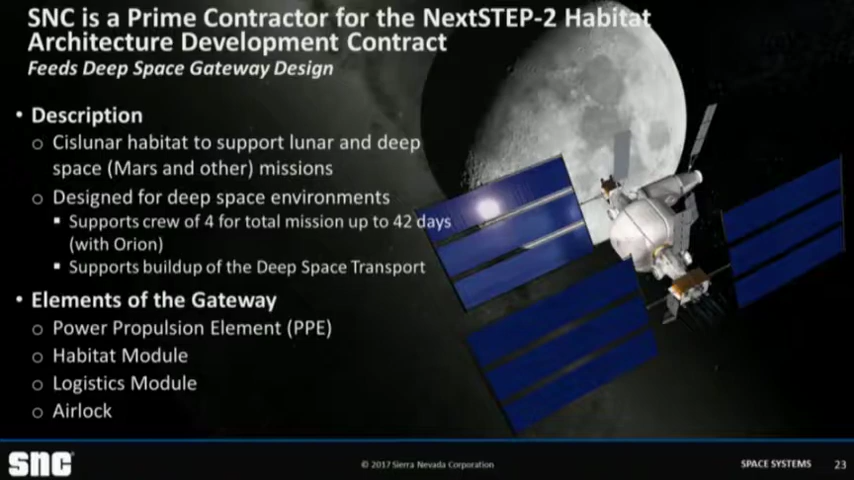 SNC is a Prime Contractor for the NextSTEP-2 Habitat
Architecture Development Contract
Feeds Deep Space Gateway Design
• Description
o Cislunar habitat to support lunar and deep
space (Mars and other) missions
o Designed for deep space environments
▪ Supports crew of 4 for total mission up to 42 days
(with Orion)
▪ Supports buildup of the Deep Space Transport
• Elements of the Gateway
o Power Propulsion Element (PPE)
o Habitat Module
o Logistics Module
o Airlock
snc
© 2017 Sierra Nevada Corporation
SPACE SYSTEMS 23